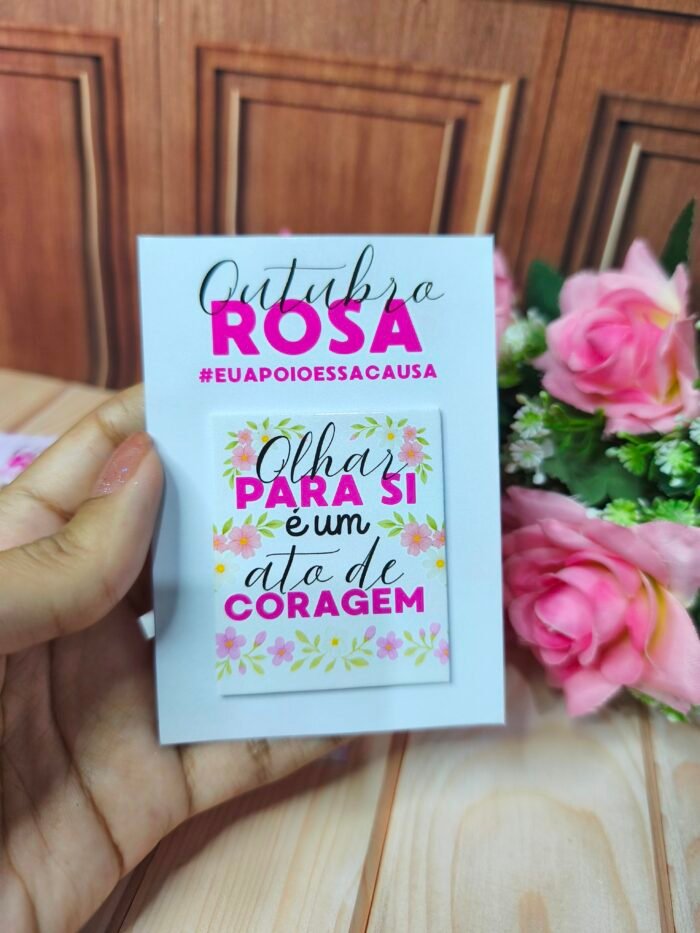 Outubro
ROSA
#EUAPOIOESSACAUSA
Olhar
PARA SI
é um
ato de
CORAGEM